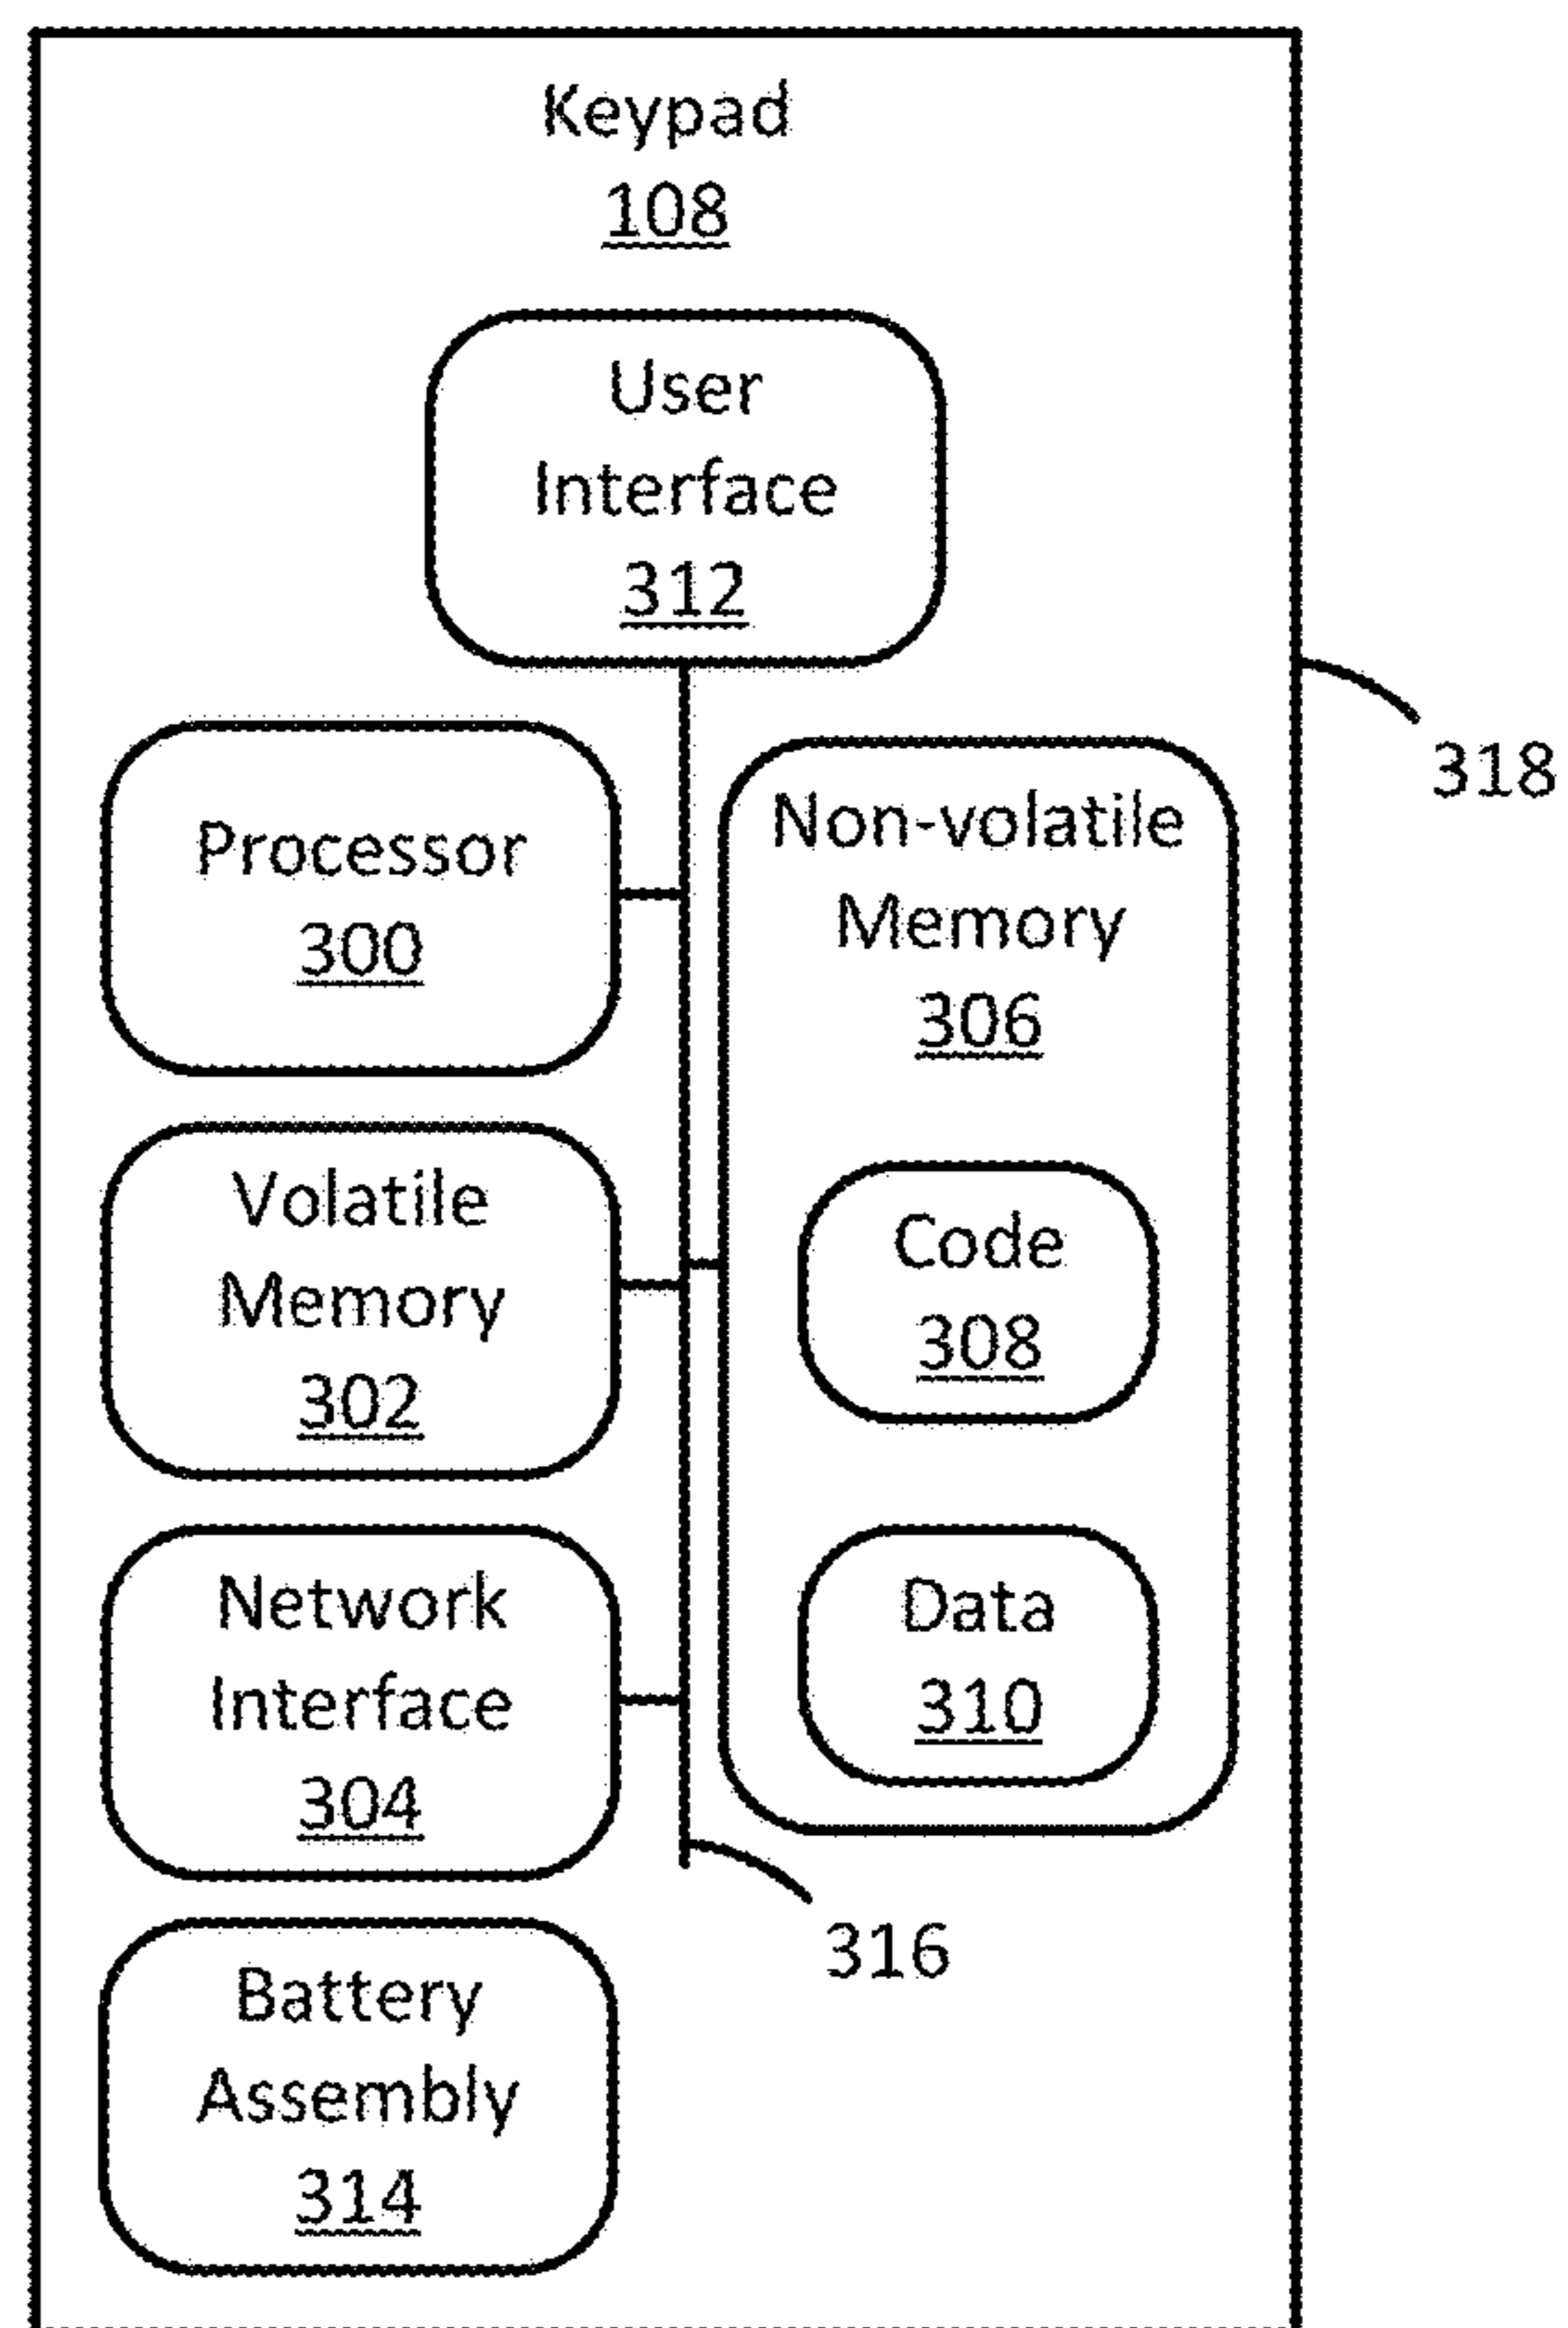 Keypad
108
User
Interface
312
318
Processor
300
Non-volatile
Memory
306
Volatile
Memory
302
Code
308
Network
Interface
304
Data
310
316
Battery
Assembly
314